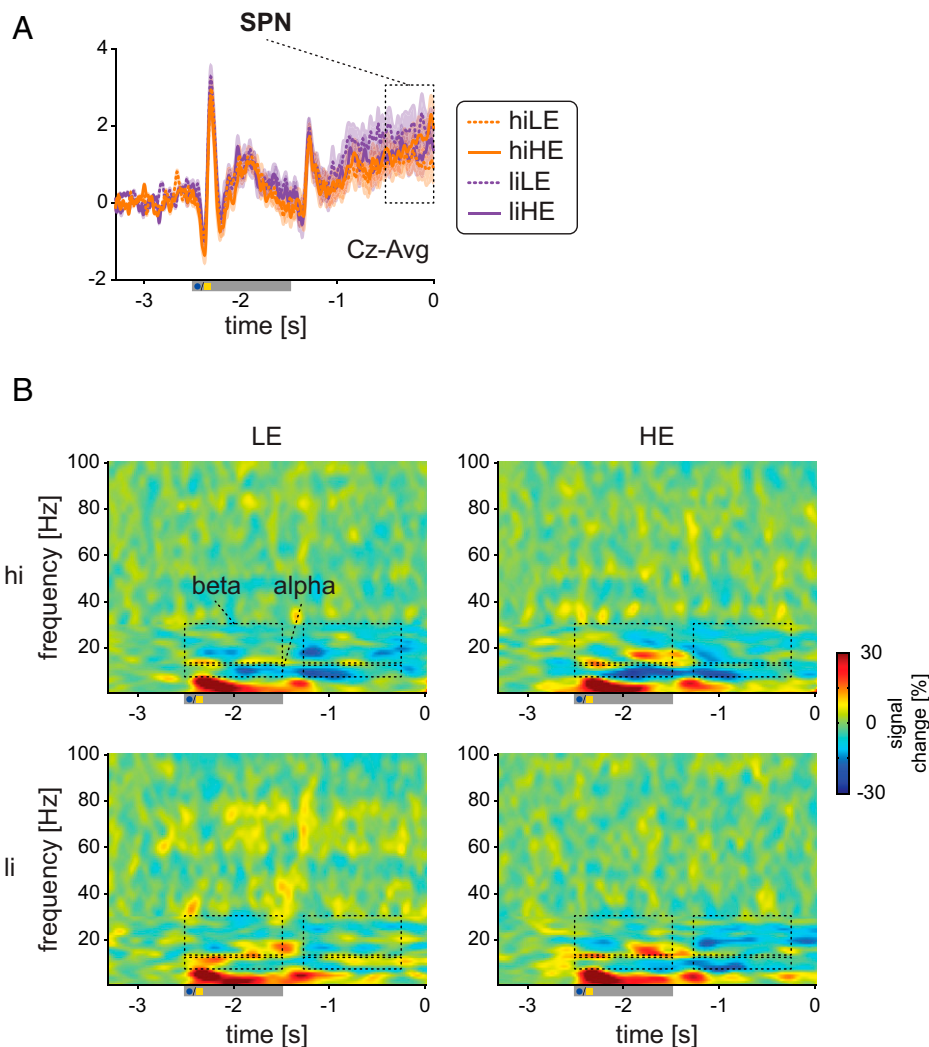 A
SPN
4
2
0
-2
hiLE
hiHE
liLE
liHE
Cz-Avg
-3 -2 -1 0
time [s]
B
LE HE
hi
frequency [Hz]
100
80
60
40
20
beta alpha
-3 -2 -1 0
-3 -2 -1 0
100
80
60
40
20
30
0
-30
signal
change [%]
li
frequency [Hz]
100
80
60
40
20
-3 -2 -1 0
time [s]
100
80
60
40
20
-3 -2 -1 0
time [s]